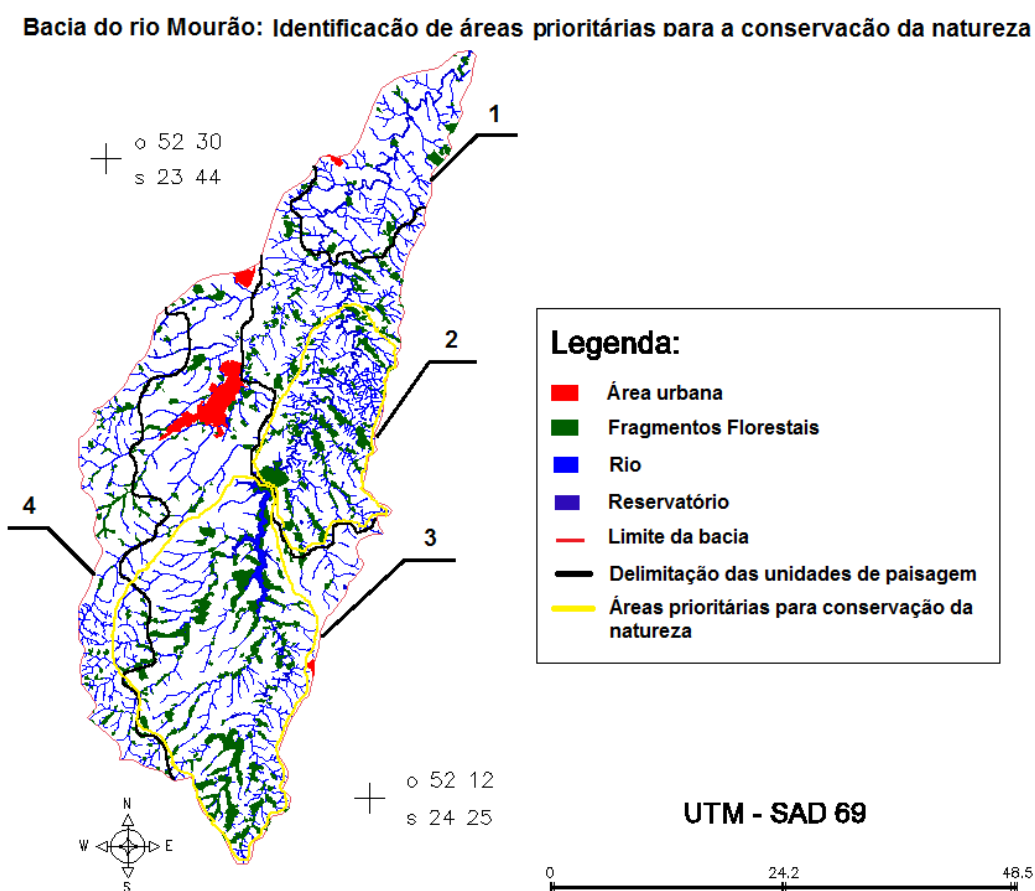 Bacia do rio Mourão: Identificação de áreas prioritárias para a conservação da natureza
1
o 52 30
s 23 44
2
Legenda:
Área urbana
Fragmentos Florestais
Rio
Reservatório
Limite da bacia
Delimitação das unidades de paisagem
Áreas prioritárias para conservação da
natureza
4
3
o 52 12
s 24 25
UTM - SAD 69
N
W E
S
0 24.2 48.5